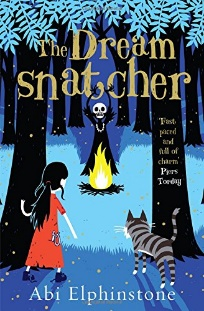 The Dream
snatcher
'Fast
paced and
full of
charm'
Piers
Torday
Abi Elphinstone